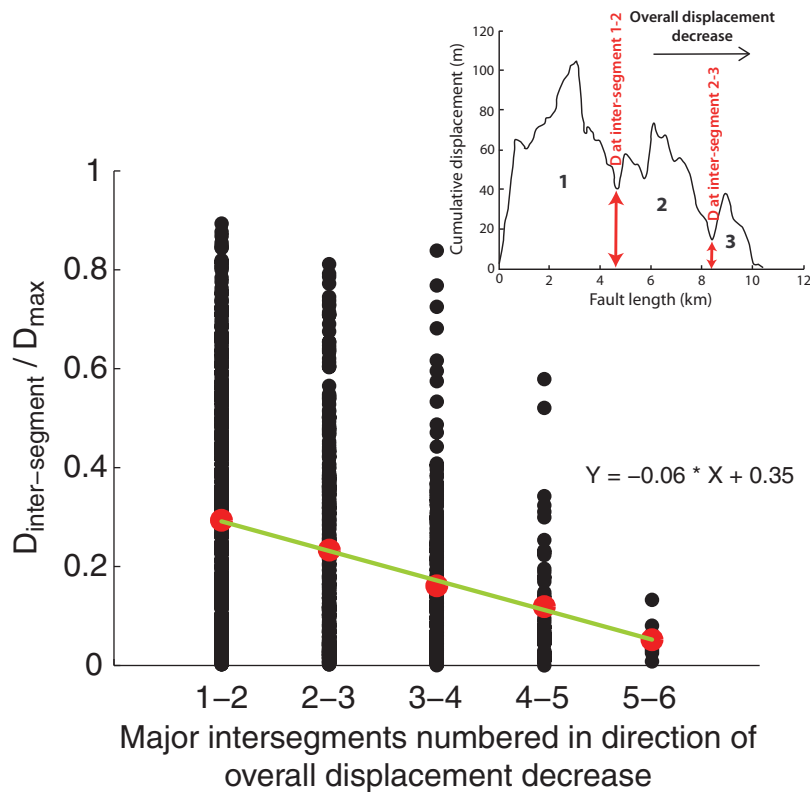 Overall displacement
decrease
D at inter-segment 1-2
D at inter-segment 2-3
Cumulative displacement (m)
120
100
80
60
40
20
0
1
2
3
0 2 4 6 8 10 12
Fault length (km)
1
0.8
0.6
0.4
0.2
0
Dinter−segment / Dmax
Y = −0.06 * X + 0.35
1−2 2−3 3−4 4−5 5−6
Major intersegments numbered in direction of
overall displacement decrease